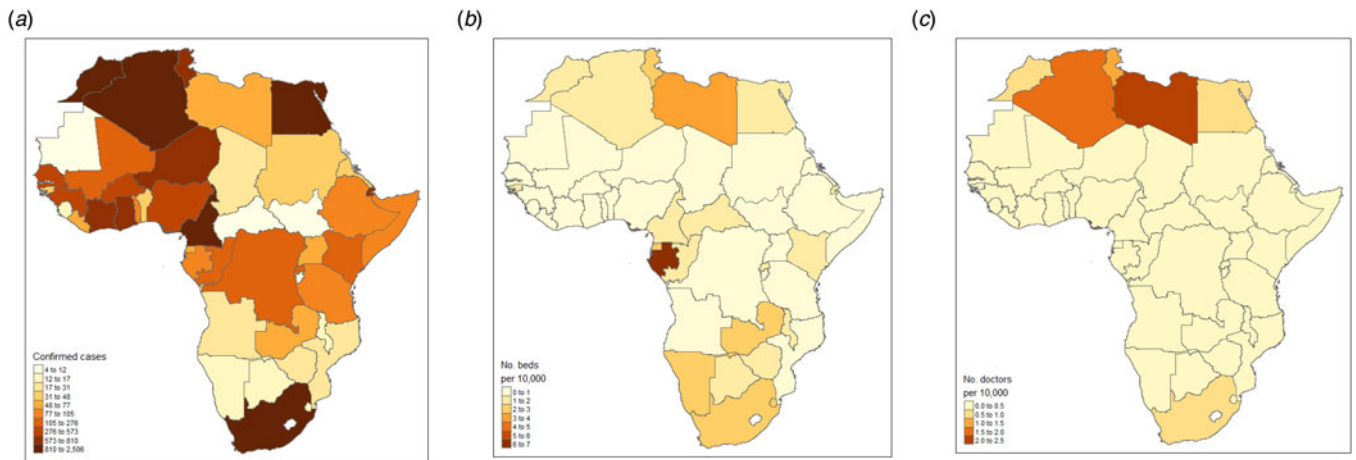 (a)
(b)
(c)
Confirmed cases
4 to 12
12 to 17
17 to 31
31 to 48
48 to 77
77 to 105
105 to 276
276 to 573
573 to 810
810 to 2,506
No. beds
per 10,000
0 to 1
1 to 2
2 to 3
3 to 4
4 to 5
5 to 6
6 to 7
No. doctors
per 10,000
0.0 to 0.5
0.5 to 1.0
1.0 to 1.5
1.5 to 2.0
2.0 to 2.5